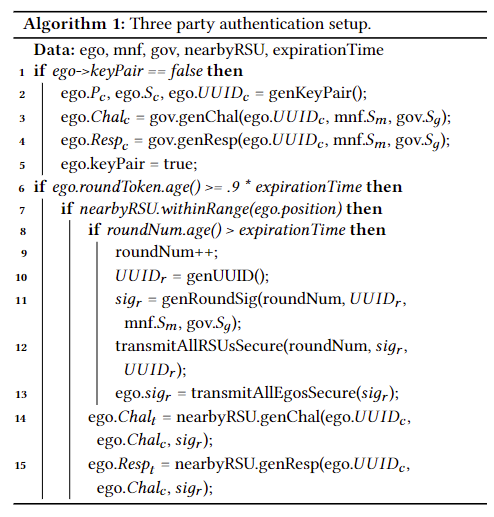 Algorithm 1: Three party authentication setup.
Data: ego, mnf, gov, nearbyRSU, expirationTime
1 if ego->keyPair == false then
2 ego.P_c, ego.S_c, ego.UUID_c = genKeyPair();
3 ego.Chal_c = gov.genChal(ego.UUID_c, mnf.S_m, gov.S_g);
4 ego.Resp_c = gov.genResp(ego.UUID_c, mnf.S_m, gov.S_g);
5 ego.keyPair = true;
6 if ego.roundToken.age() >= .9 * expirationTime then
7 if nearbyRSU.withinRange(ego.position) then
8 if roundNum.age() > expirationTime then
9 roundNum++;
10 UUID_r = genUUID();
11 sig_r = genRoundSig(roundNum, UUID_r,
mnf.S_m, gov.S_g);
12 transmitAllRSUsSecure(roundNum, sig_r,
UUID_r);
13 ego.sig_r = transmitAllEgosSecure(sig_r);
14 ego.Chal_t = nearbyRSU.genChal(ego.UUID_c,
ego.Chal_c, sig_r);
15 ego.Resp_t = nearbyRSU.genResp(ego.UUID_c,
ego.Chal_c, sig_r);